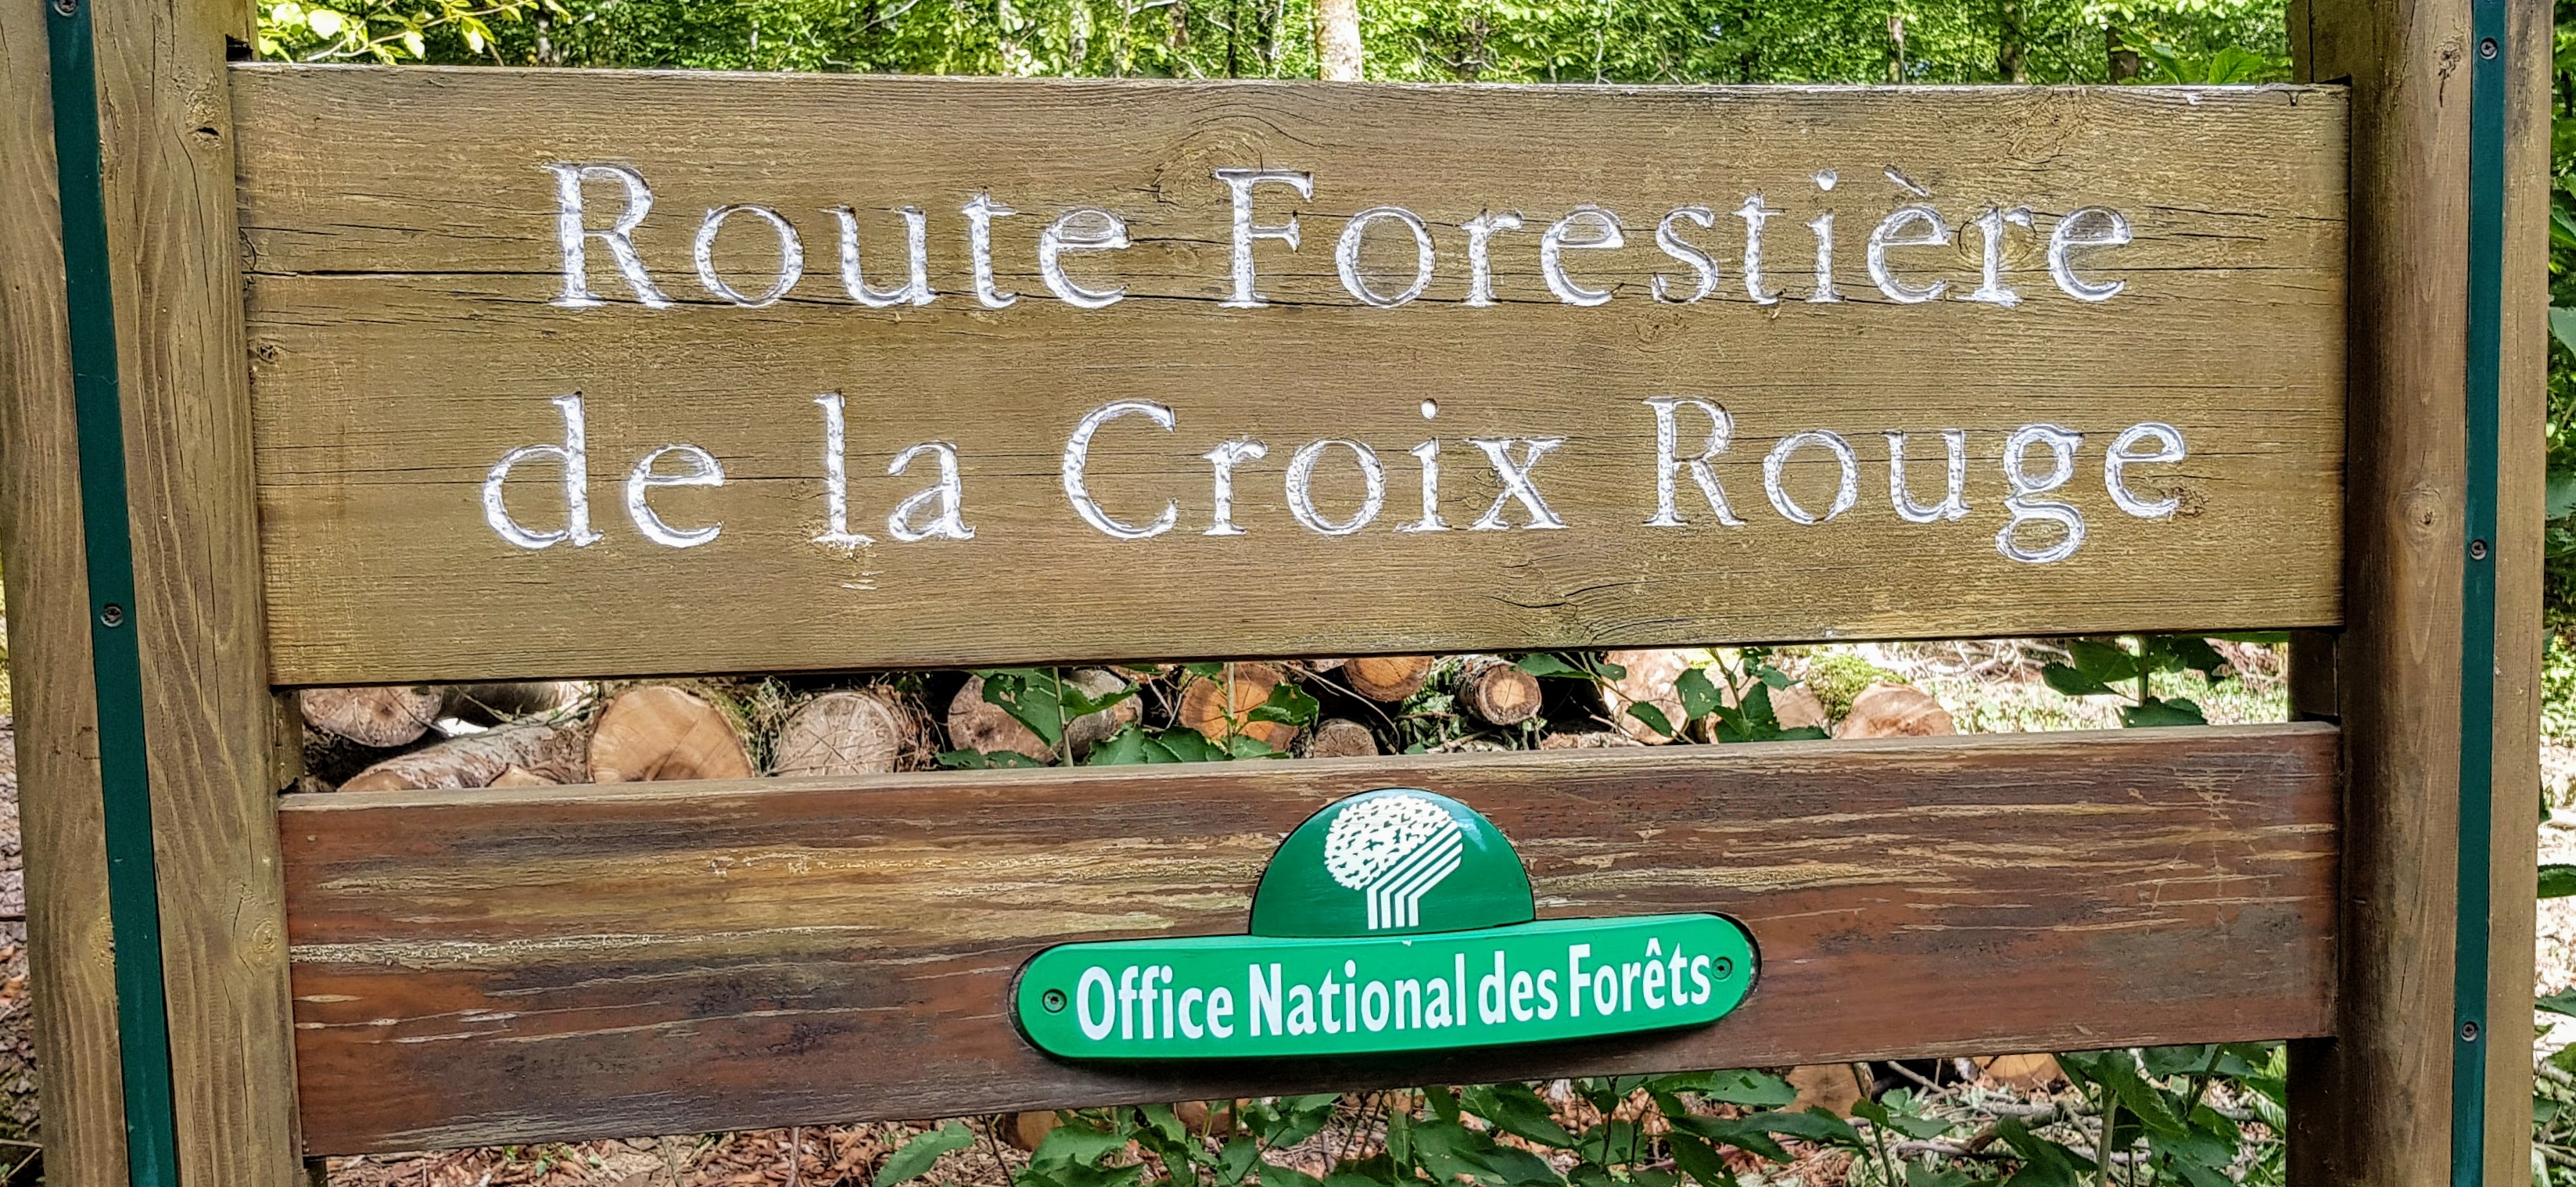 Route Forestière
de la Croix Rouge
Office National des Forêts